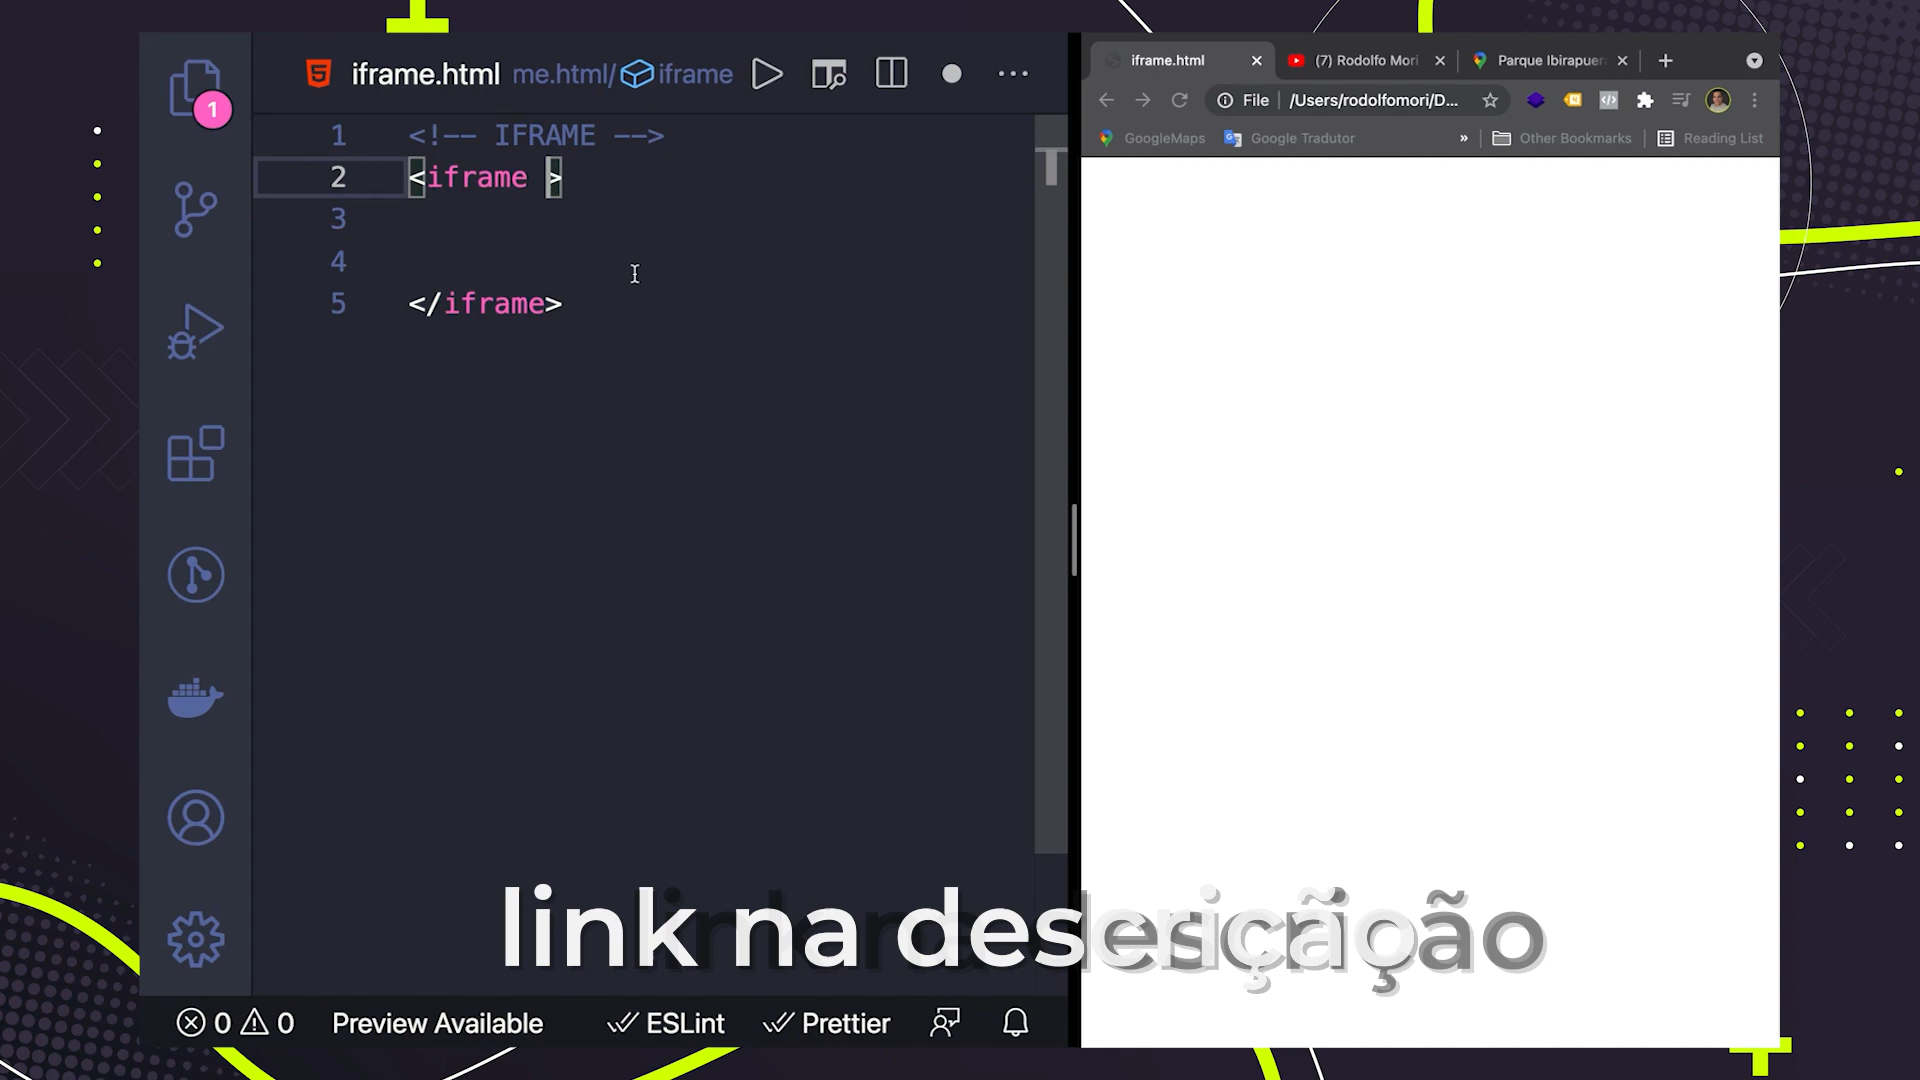 iframe.html me.html/ iframe
1
1 <!-- IFRAME -->
2 <iframe >
3
4
5 </iframe>
0 0 Preview Available ESLint Prettier
iframe.html (7) Rodolfo Mori Parque Ibirapuer
File /Users/rodolfomori/D...
GoogleMaps Google Tradutor » Other Bookmarks Reading List
link na descrição